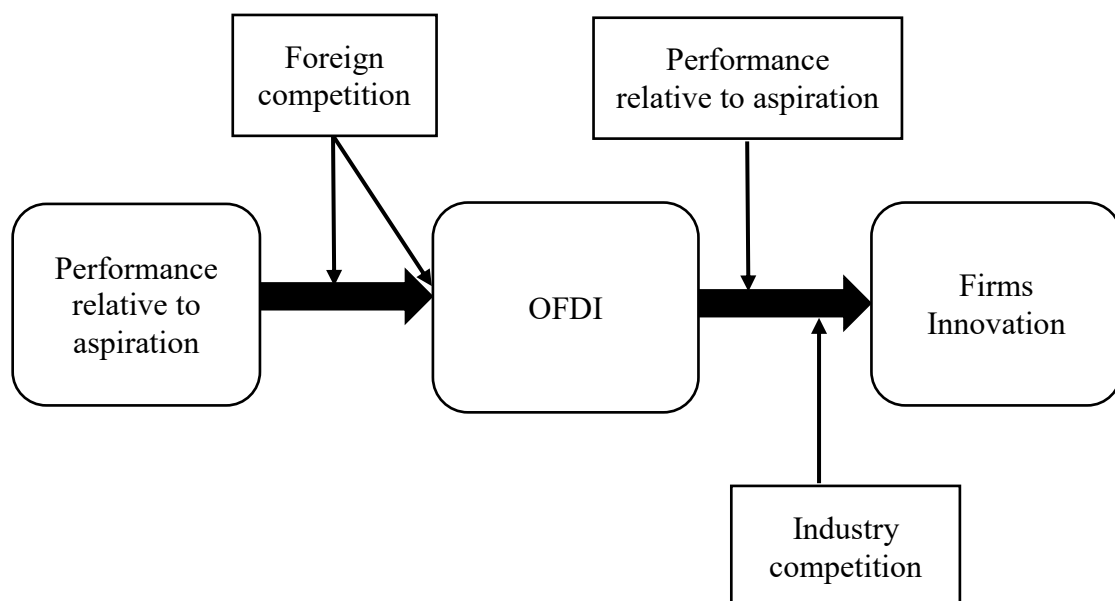 Foreign
competition
Performance
relative to aspiration
Performance
relative to
aspiration
OFDI
Firms
Innovation
Industry
competition